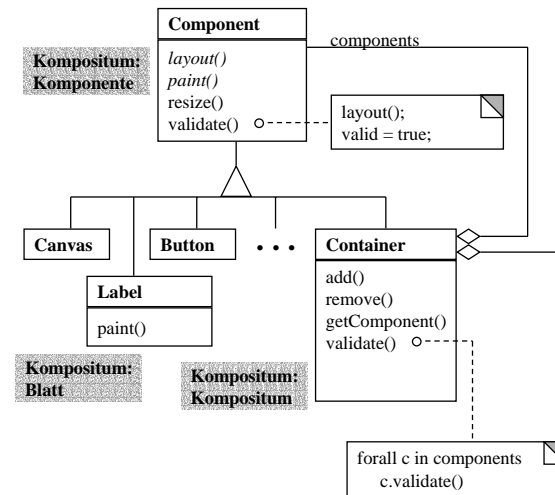 Component
components
layout()
paint()
resize()
validate()
Kompositum:
Komponente
layout();
valid = true;
Canvas
Button
• • •
Container
Label
paint()
add()
remove()
getComponent()
validate()
Kompositum:
Blatt
Kompositum:
Kompositum
forall c in components
c.validate()